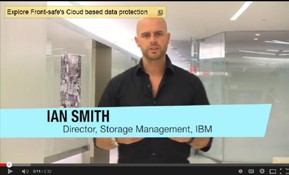 Explore Front-safe's Cloud based data protection
IAN SMITH
Director, Storage Management, IBM